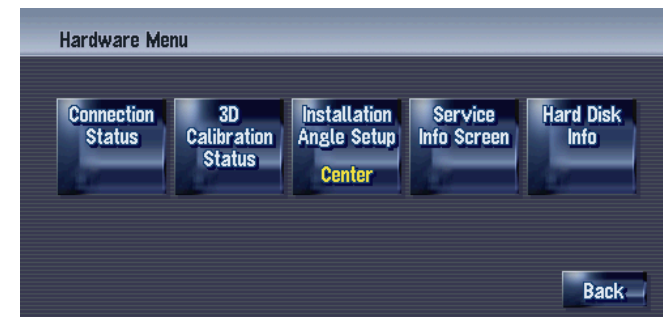 Hardware Menu
Connection
Status
3D
Calibration
Status
Installation
Angle Setup
Center
Service
Info Screen
Hard Disk
Info
Back